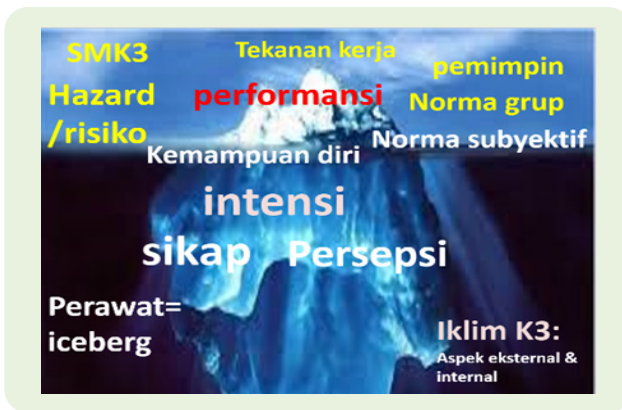 SMK3
Tekanan kerja
pemimpin
Hazard
/risiko
performansi
Norma grup
Norma subyektif
Kemampuan diri
intensi
sikap
Persepsi
Perawat=
iceberg
Iklim K3:
Aspek eksternal &
internal